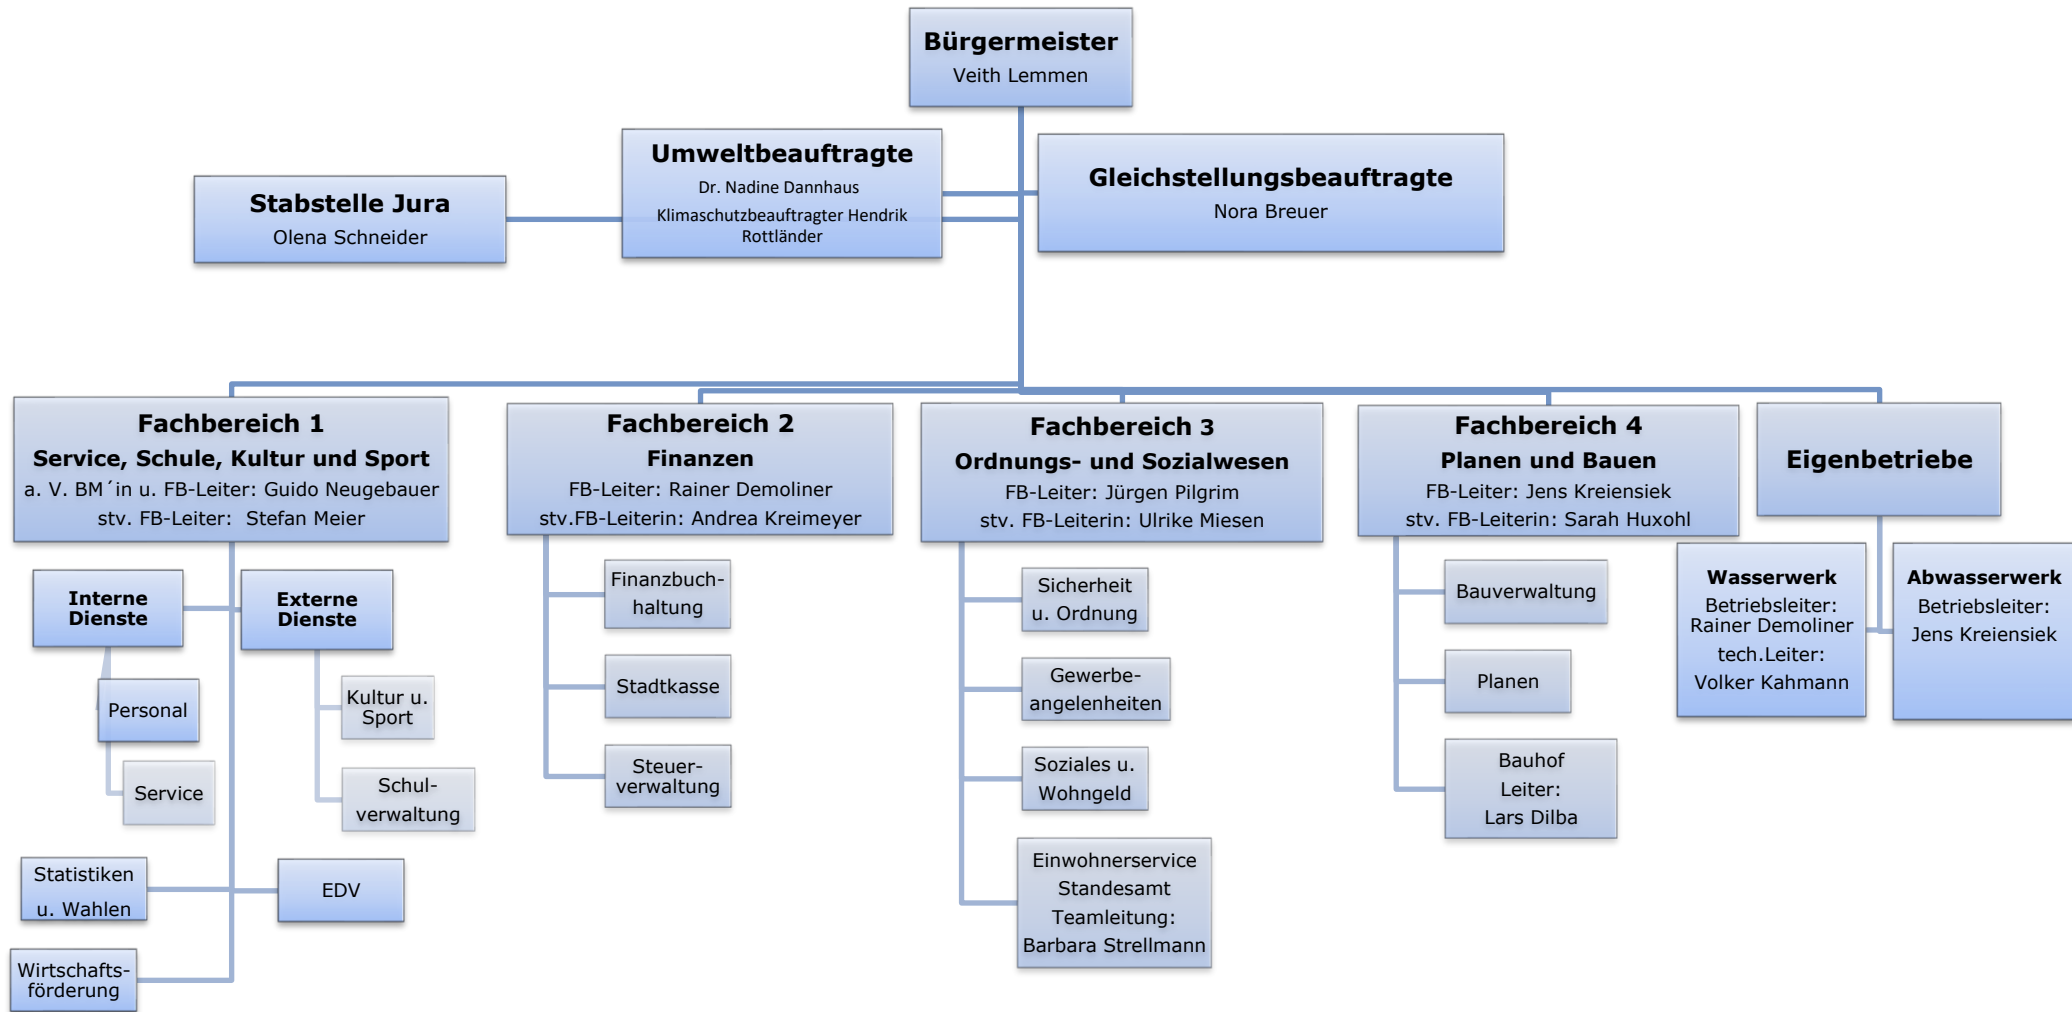 Bürgermeister
Veith Lemmen
Umweltbeauftragte
Dr. Nadine Dannhaus
Klimaschutzbeauftragter Hendrik
Rottländer
Gleichstellungsbeauftragte
Nora Breuer
Stabstelle Jura
Olena Schneider
Fachbereich 1
Service, Schule, Kultur und Sport
a. V. BM´in u. FB-Leiter: Guido Neugebauer
stv. FB-Leiter: Stefan Meier
Interne
Dienste
Externe
Dienste
Personal
Service
Kultur u.
Sport
Schul-
verwaltung
Statistiken
u. Wahlen
EDV
Wirtschafts-
förderung
Fachbereich 2
Finanzen
FB-Leiter: Rainer Demoliner
stv.FB-Leiterin: Andrea Kreimeyer
Finanzbuch-
haltung
Stadtkasse
Steuer-
verwaltung
Fachbereich 3
Ordnungs- und Sozialwesen
FB-Leiter: Jürgen Pilgrim
stv. FB-Leiterin: Ulrike Miesen
Sicherheit
u. Ordnung
Gewerbe-
angelenheiten
Soziales u.
Wohngeld
Einwohnerservice
Standesamt
Teamleitung:
Barbara Strellmann
Fachbereich 4
Planen und Bauen
FB-Leiter: Jens Kreiensiek
stv. FB-Leiterin: Sarah Huxohl
Bauverwaltung
Planen
Bauhof
Leiter:
Lars Dilba
Eigenbetriebe
Wasserwerk
Betriebsleiter:
Rainer Demoliner
tech.Leiter:
Volker Kahmann
Abwasserwerk
Betriebsleiter:
Jens Kreiensiek